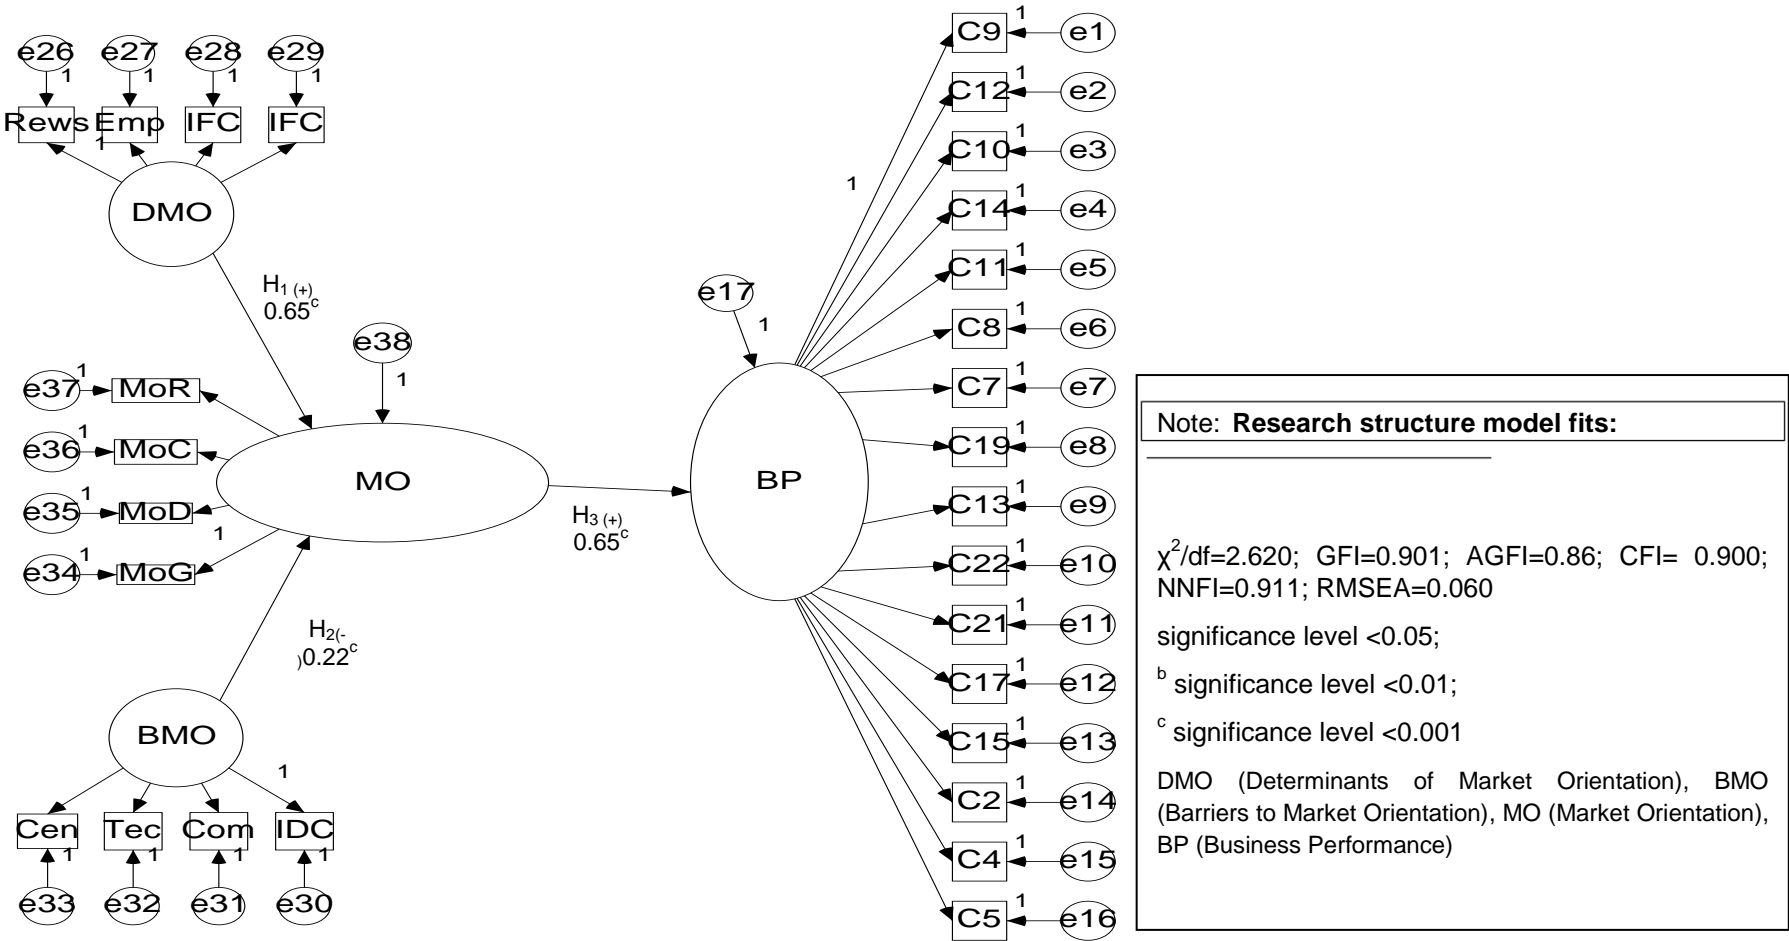 e26 e27 e28 e29
1 1 1 1
Rews Emp IFC IFC
1
DMO
H1 (+)
0.65c
e38
1
e37 1 MoR
e36 1 MoC
e35 1 MoD
e34 1 MoG
1
MO
H3 (+)
0.65c
H2(-
)0.22c
BMO
1
Cen Tec Com IDC
1 1 1 1
e33 e32 e31 e30
e17
1
BP
1
C9 1 e1
C12 1 e2
C10 1 e3
C14 1 e4
C11 1 e5
C8 1 e6
C7 1 e7
C19 1 e8
C13 1 e9
C22 1 e10
C21 1 e11
C17 1 e12
C15 1 e13
C2 1 e14
C4 1 e15
C5 1 e16
Note: Research structure model fits:
χ²/df=2.620; GFI=0.901; AGFI=0.86; CFI= 0.900;
NNFI=0.911; RMSEA=0.060
significance level <0.05;
b significance level <0.01;
c significance level <0.001
DMO (Determinants of Market Orientation), BMO
(Barriers to Market Orientation), MO (Market Orientation),
BP (Business Performance)